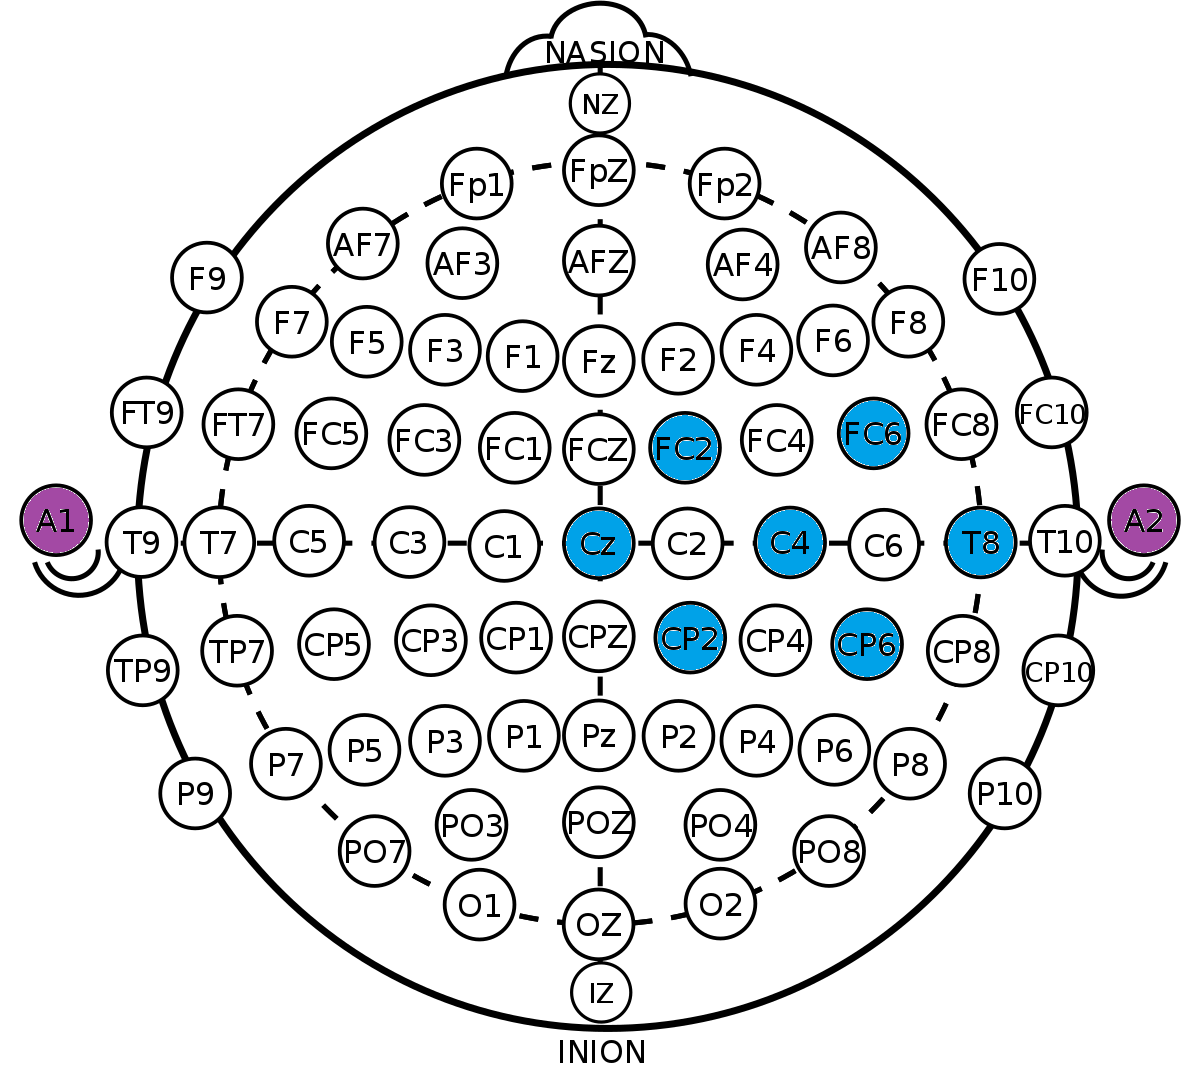 NASION
NZ
Fp1 FpZ Fp2
AF7 AF3 AFZ AF4 AF8
F9 F10
F7 F5 F3 F1 Fz F2 F4 F6 F8
FT9 FT7 FC5 FC3 FC1 FCZ FC2 FC4 FC6 FC8 FC10
A1 A2
T9 T7 C5 C3 C1 Cz C2 C4 C6 T8 T10
TP9 TP7 CP5 CP3 CP1 CPZ CP2 CP4 CP6 CP8 CP10
P9 P7 P5 P3 P1 Pz P2 P4 P6 P8 P10
PO7 PO3 POZ PO4 PO8
O1 OZ O2
IZ
INION